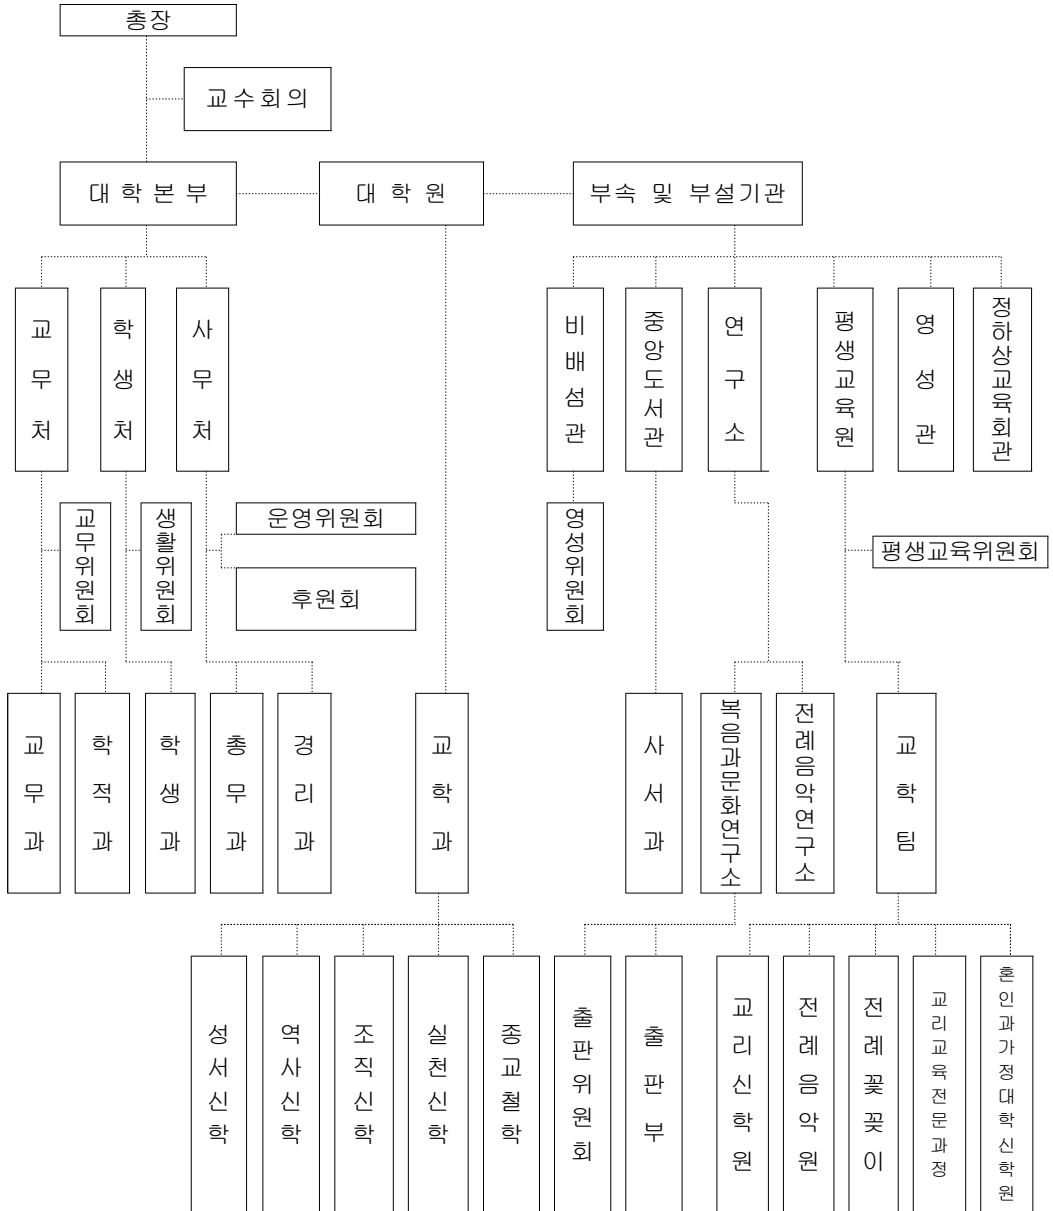 총장
교수회의
대학본부
대학원
부속 및 부설기관
교무처
학생처
사무처
비배섬관
중앙도서관
연구소
평생교육원
영성관
정하상교육회관
교무위원회
생활위원회
운영위원회
후원회
영성위원회
평생교육위원회
교무과
학적과
학생과
총무과
경리과
교학과
사서과
복음과문화연구소
전례음악연구소
교학팀
성서신학
역사신학
조직신학
실천신학
종교철학
출판위원회
출판부
교리신학원
전례음악원
전례꽃꽂이
교리교육전문과정
혼인과가정대학신학원